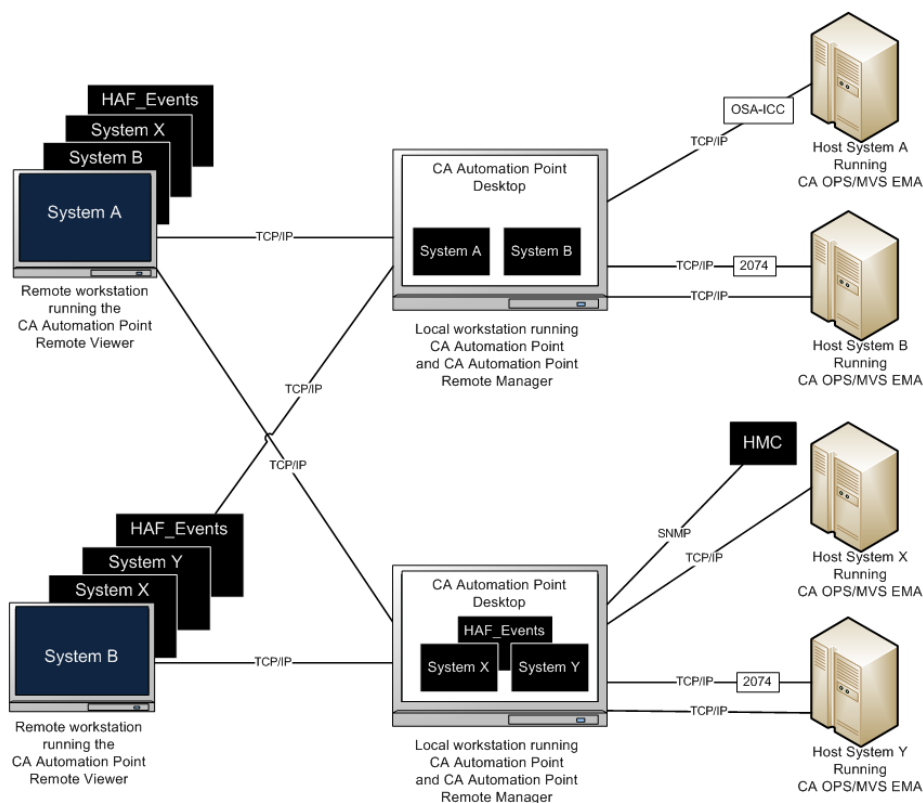 HAF_Events
System X
System B
System A
Remote workstation
running the
CA Automation Point
Remote Viewer
TCP/IP
CA Automation Point
Desktop
System A
System B
Local workstation running
CA Automation Point
and CA Automation Point
Remote Manager
OSA-ICC
TCP/IP
Host System A
Running
CA OPS/MVS EMA
TCP/IP
2074
TCP/IP
Host System B
Running
CA OPS/MVS EMA
TCP/IP
TCP/IP
HAF_Events
System Y
System X
System B
Remote workstation
running the
CA Automation Point
Remote Viewer
TCP/IP
CA Automation Point
Desktop
HAF_Events
System X
System Y
Local workstation running
CA Automation Point
and CA Automation Point
Remote Manager
HMC
SNMP
TCP/IP
Host System X
Running
CA OPS/MVS EMA
TCP/IP
2074
TCP/IP
Host System Y
Running
CA OPS/MVS EMA